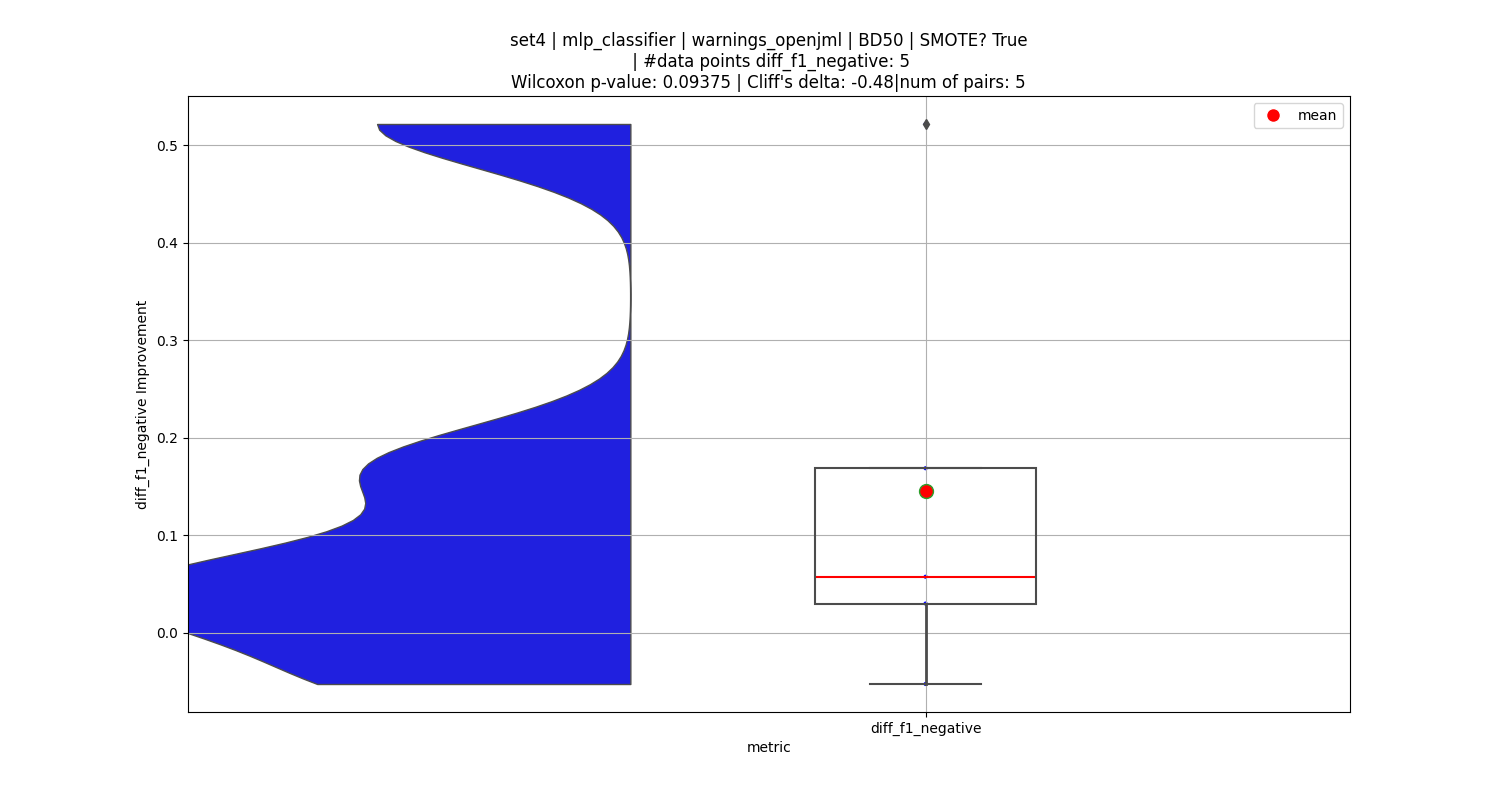 set4 | mlp_classifier | warnings_openjml | BD50 | SMOTE? True
| #data points diff_f1_negative: 5
Wilcoxon p-value: 0.09375 | Cliff's delta: -0.48|num of pairs: 5
mean
0.5
0.4
0.3
0.2
0.1
0.0
diff_f1_negative Improvement
diff_f1_negative
metric